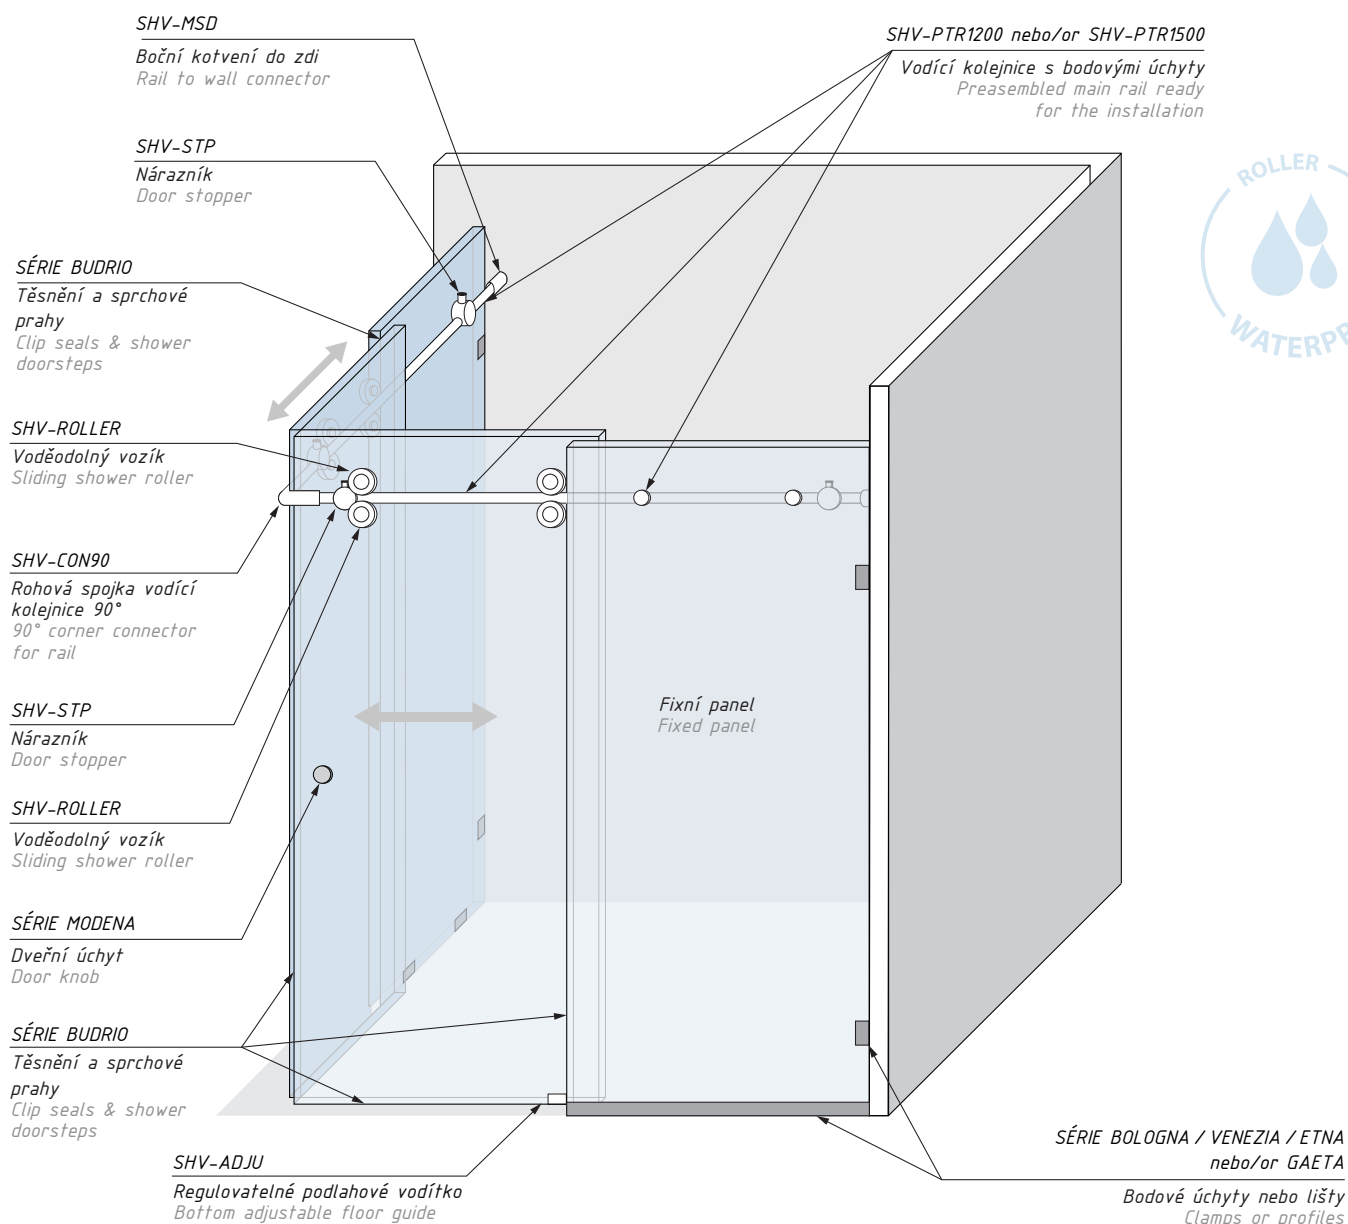 SHV-MSD
Boční kotvení do zdi
Rail to wall connector
SHV-PTR1200 nebo/or SHV-PTR1500
Vodící kolejnice s bodovými úchyty
Preasembled main rail ready
for the installation
SHV-STP
Nárazník
Door stopper
ROLLER
SÉRIE BUDRIO
Těsnění a sprchové
prahy
Clip seals & shower
doorsteps
SHV-ROLLER
Voděodolný vozík
Sliding shower roller
SHV-CON90
Rohová spojka vodící
kolejnice 90°
90° corner connector
for rail
SHV-STP
Nárazník
Door stopper
Fixní panel
Fixed panel
SHV-ROLLER
Voděodolný vozík
Sliding shower roller
SÉRIE MODENA
Dveřní úchyt
Door knob
SÉRIE BUDRIO
Těsnění a sprchové
prahy
Clip seals & shower
doorsteps
SHV-ADJU
Regulovatelné podlahové vodítko
Bottom adjustable floor guide
SÉRIE BOLOGNA / VENEZIA / ETNA
nebo/or GAETA
Bodové úchyty nebo lišty
Clamps or profiles